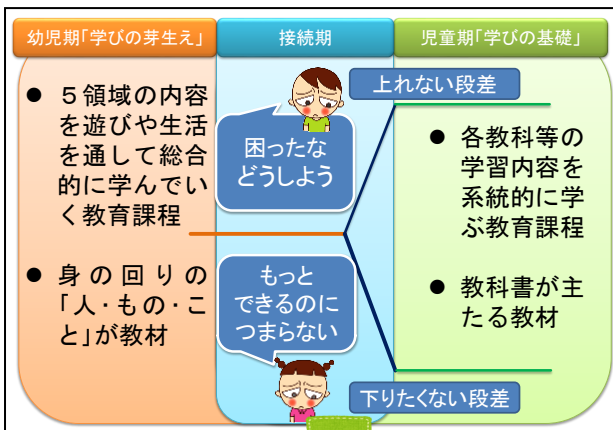 幼児期「学びの芽生え」
接続期
児童期「学びの基礎」
● 5領域の内容
を遊びや生活
を通して総合
的に学んでい
く教育課程
● 身の回りの
「人・もの・こ
と」が教材
困ったな
どうしよう
もっと
できるのに
つまらない
上れない段差
● 各教科等の
学習内容を
系統的に学
ぶ教育課程
● 教科書が主
たる教材
下りたくない段差